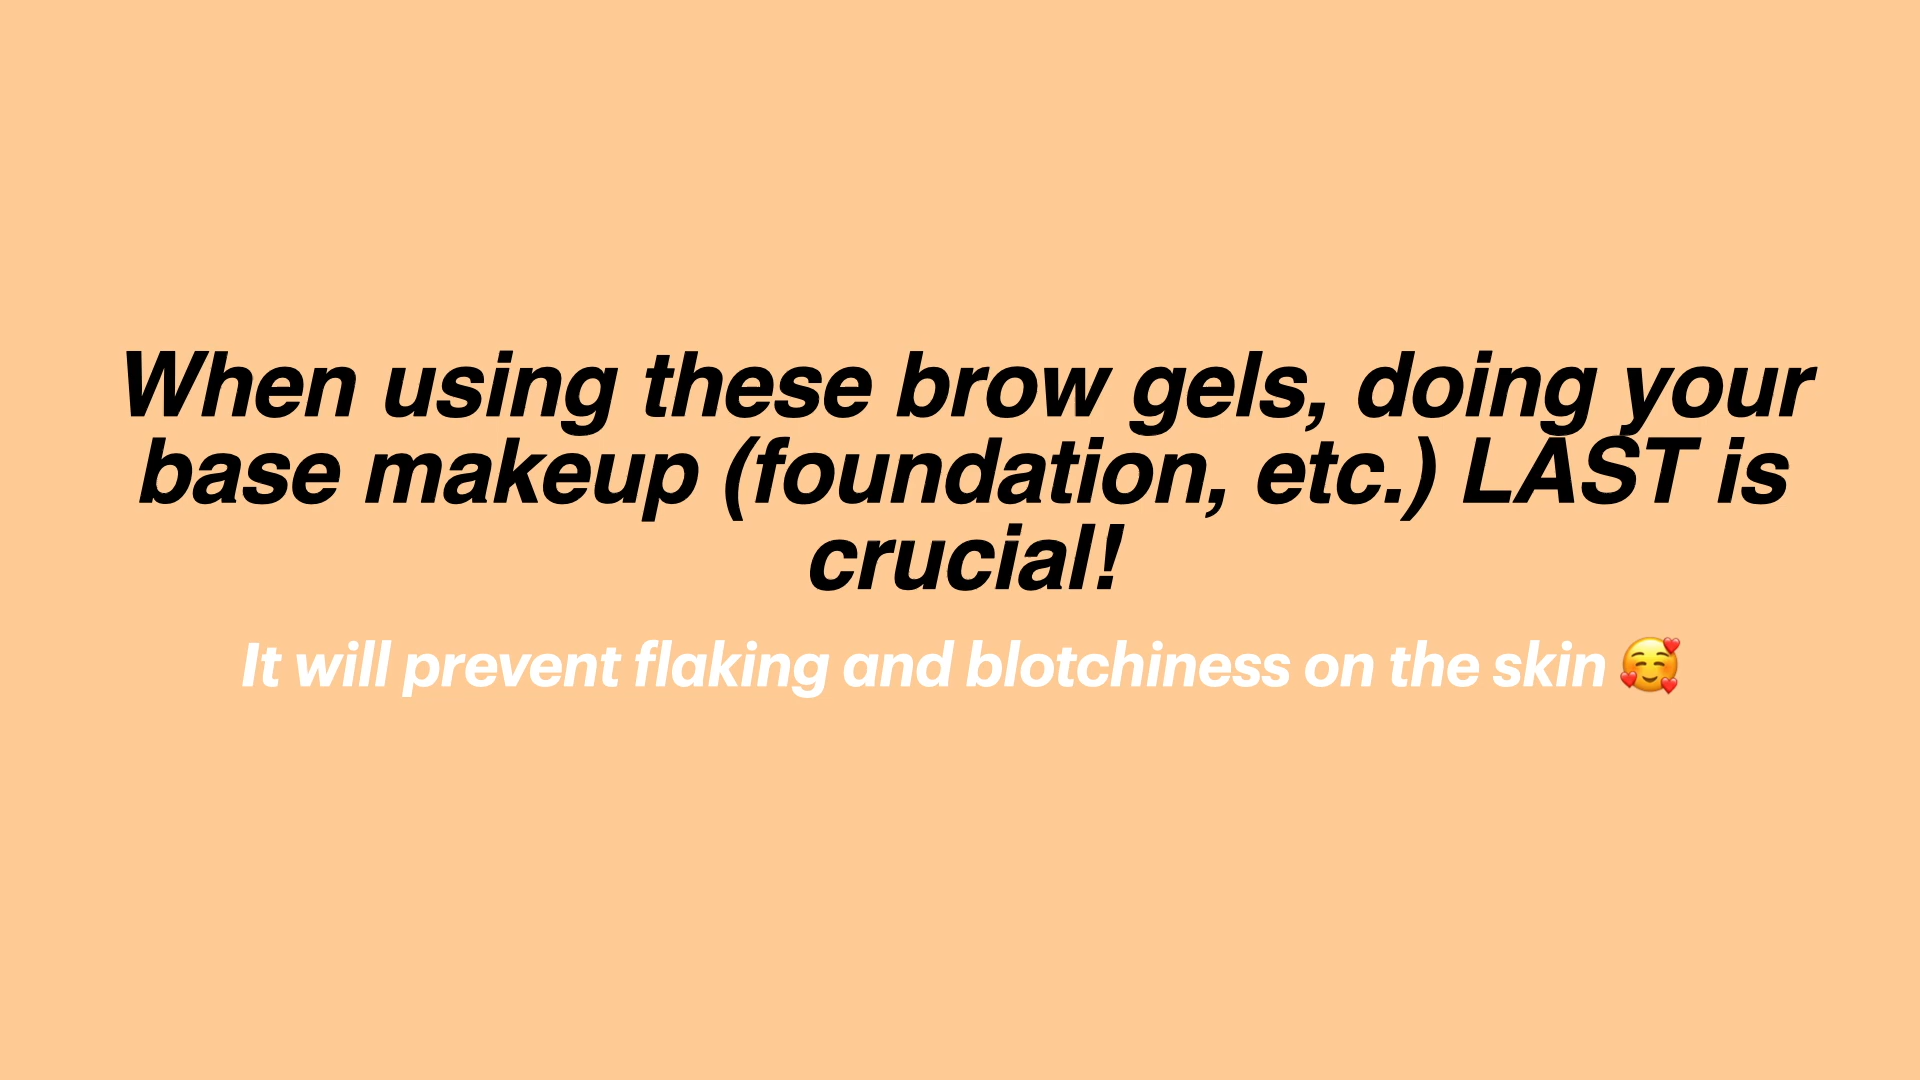 When using these brow gels, doing your
base makeup (foundation, etc.) LAST is
crucial!
It will prevent flaking and blotchiness on the skin 🥰